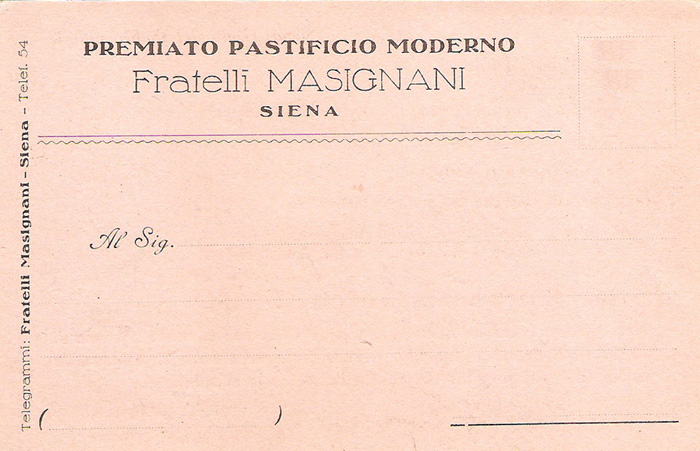 PREMIATO PASTIFICIO MODERNO
Fratelli MASIGNANI
SIENA
Telegrammi: Fratelli Masignani - Siena - Telef. 54
Al Sig.
( )